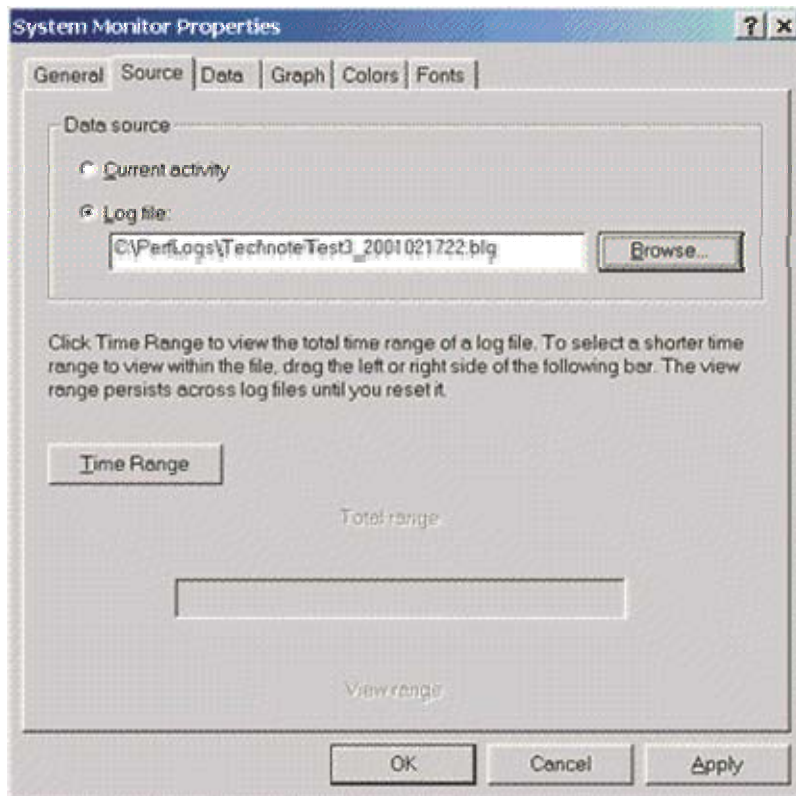 System Monitor Properties
? ×
General Source Data Graph Colors Fonts
Data source
Current activity
Log file:
C:\PerfLogs\TechnoteTest3_2001021722.blg
Browse...
Click Time Range to view the total time range of a log file. To select a shorter time
range to view within the file, drag the left or right side of the following bar. The view
range persists across log files until you reset it.
Time Range
Total range
View range
OK Cancel Apply